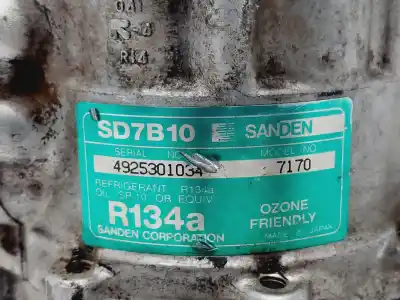 SD7B10 SANDEN
SERIAL NO MODEL NO
4925301034 7170
REFRIGERANT R134a
OIL SP.10 OR EQUIV
R134a OZONE
FRIENDLY
SANDEN CORPORATION MADE IN JAPAN